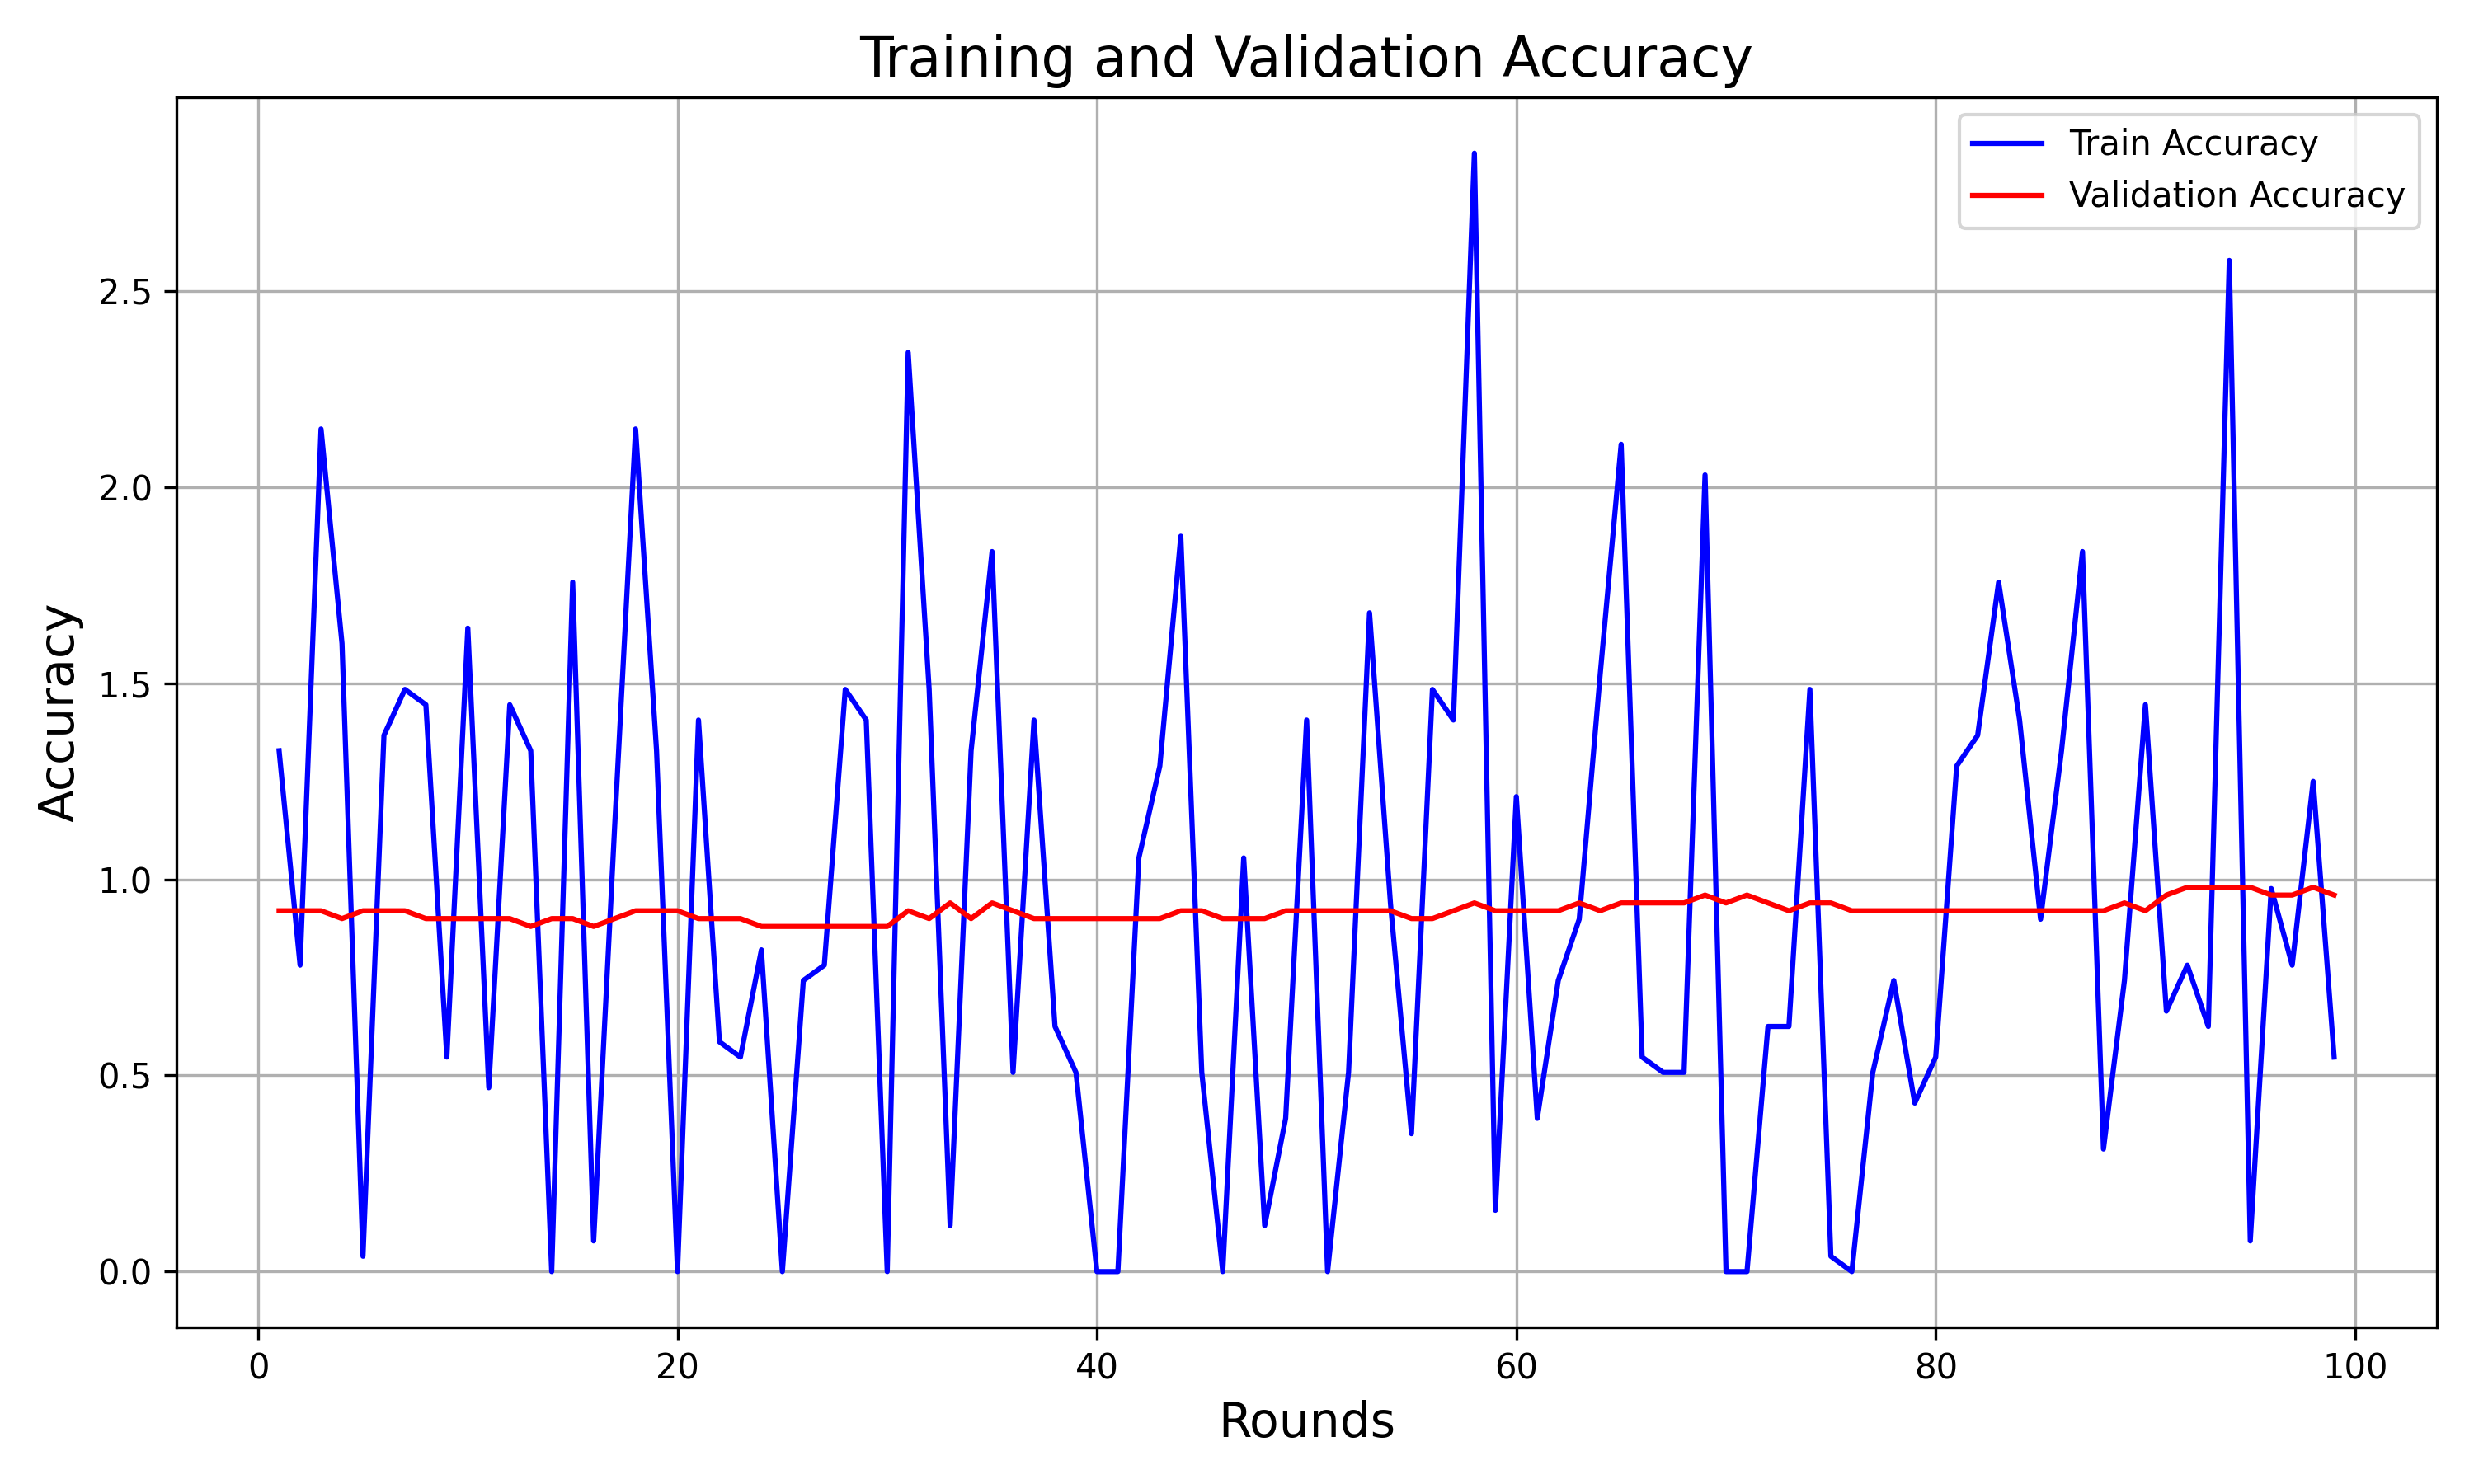 Training and Validation Accuracy
Train Accuracy
Validation Accuracy
Accuracy
2.5
2.0
1.5
1.0
0.5
0.0
0 20 40 60 80 100
Rounds